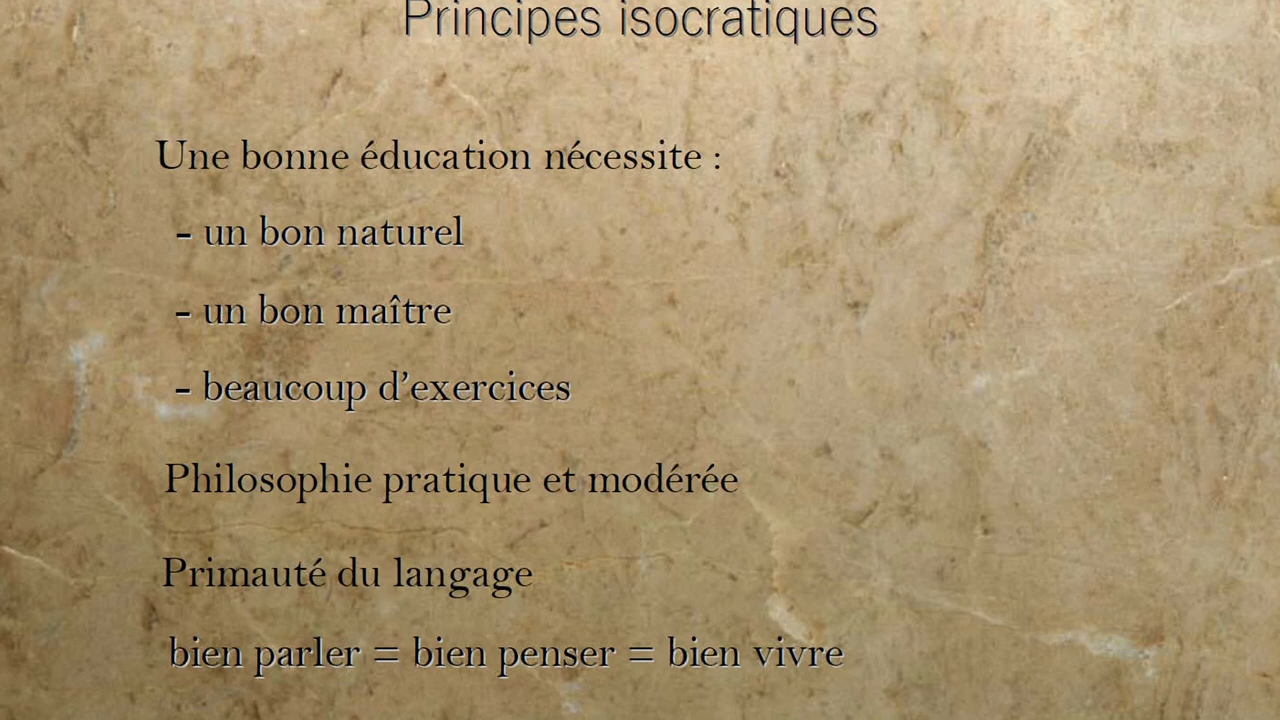 Principes isocratiques
Une bonne éducation nécessite :
- un bon naturel
- un bon maître
- beaucoup d’exercices
Philosophie pratique et modérée
Primauté du langage
bien parler = bien penser = bien vivre